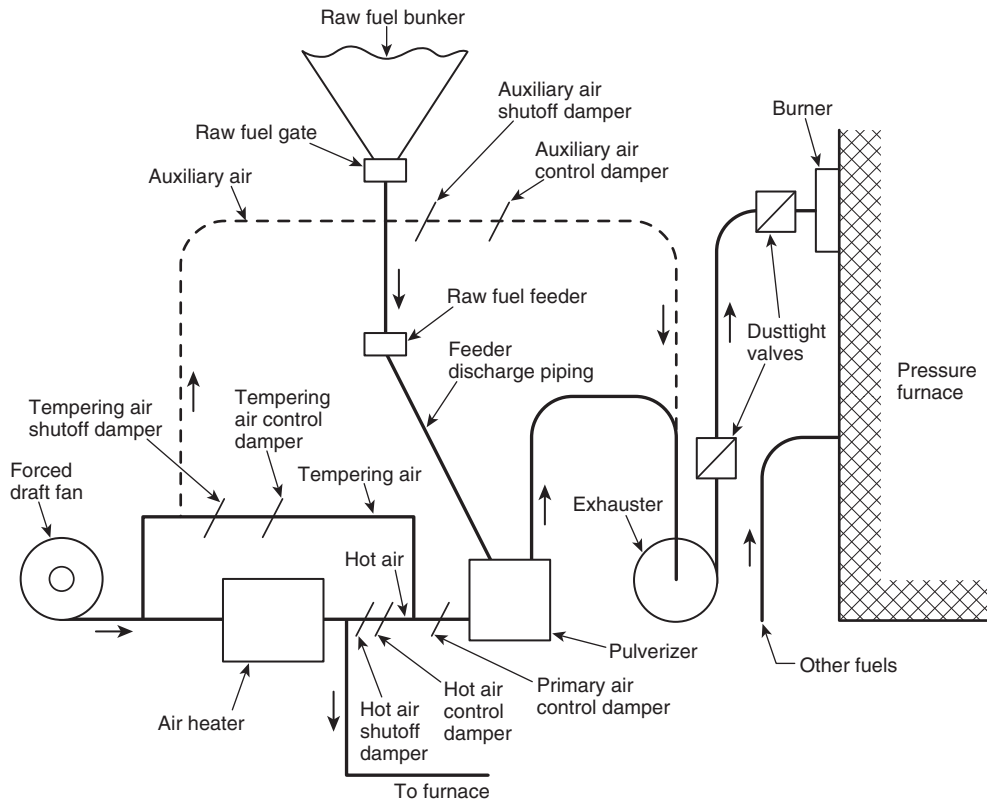 Raw fuel bunker
Auxiliary air
shutoff damper
Burner
Raw fuel gate
Auxiliary air
control damper
Auxiliary air
Raw fuel feeder
Dusttight
valves
Feeder
discharge piping
Pressure
furnace
Tempering air
shutoff damper
Tempering
air control
damper
Forced
draft fan
Tempering air
Exhauster
Hot air
Pulverizer
Other fuels
Air heater
Hot air
shutoff
damper
Hot air
control
damper
Primary air
control damper
To furnace